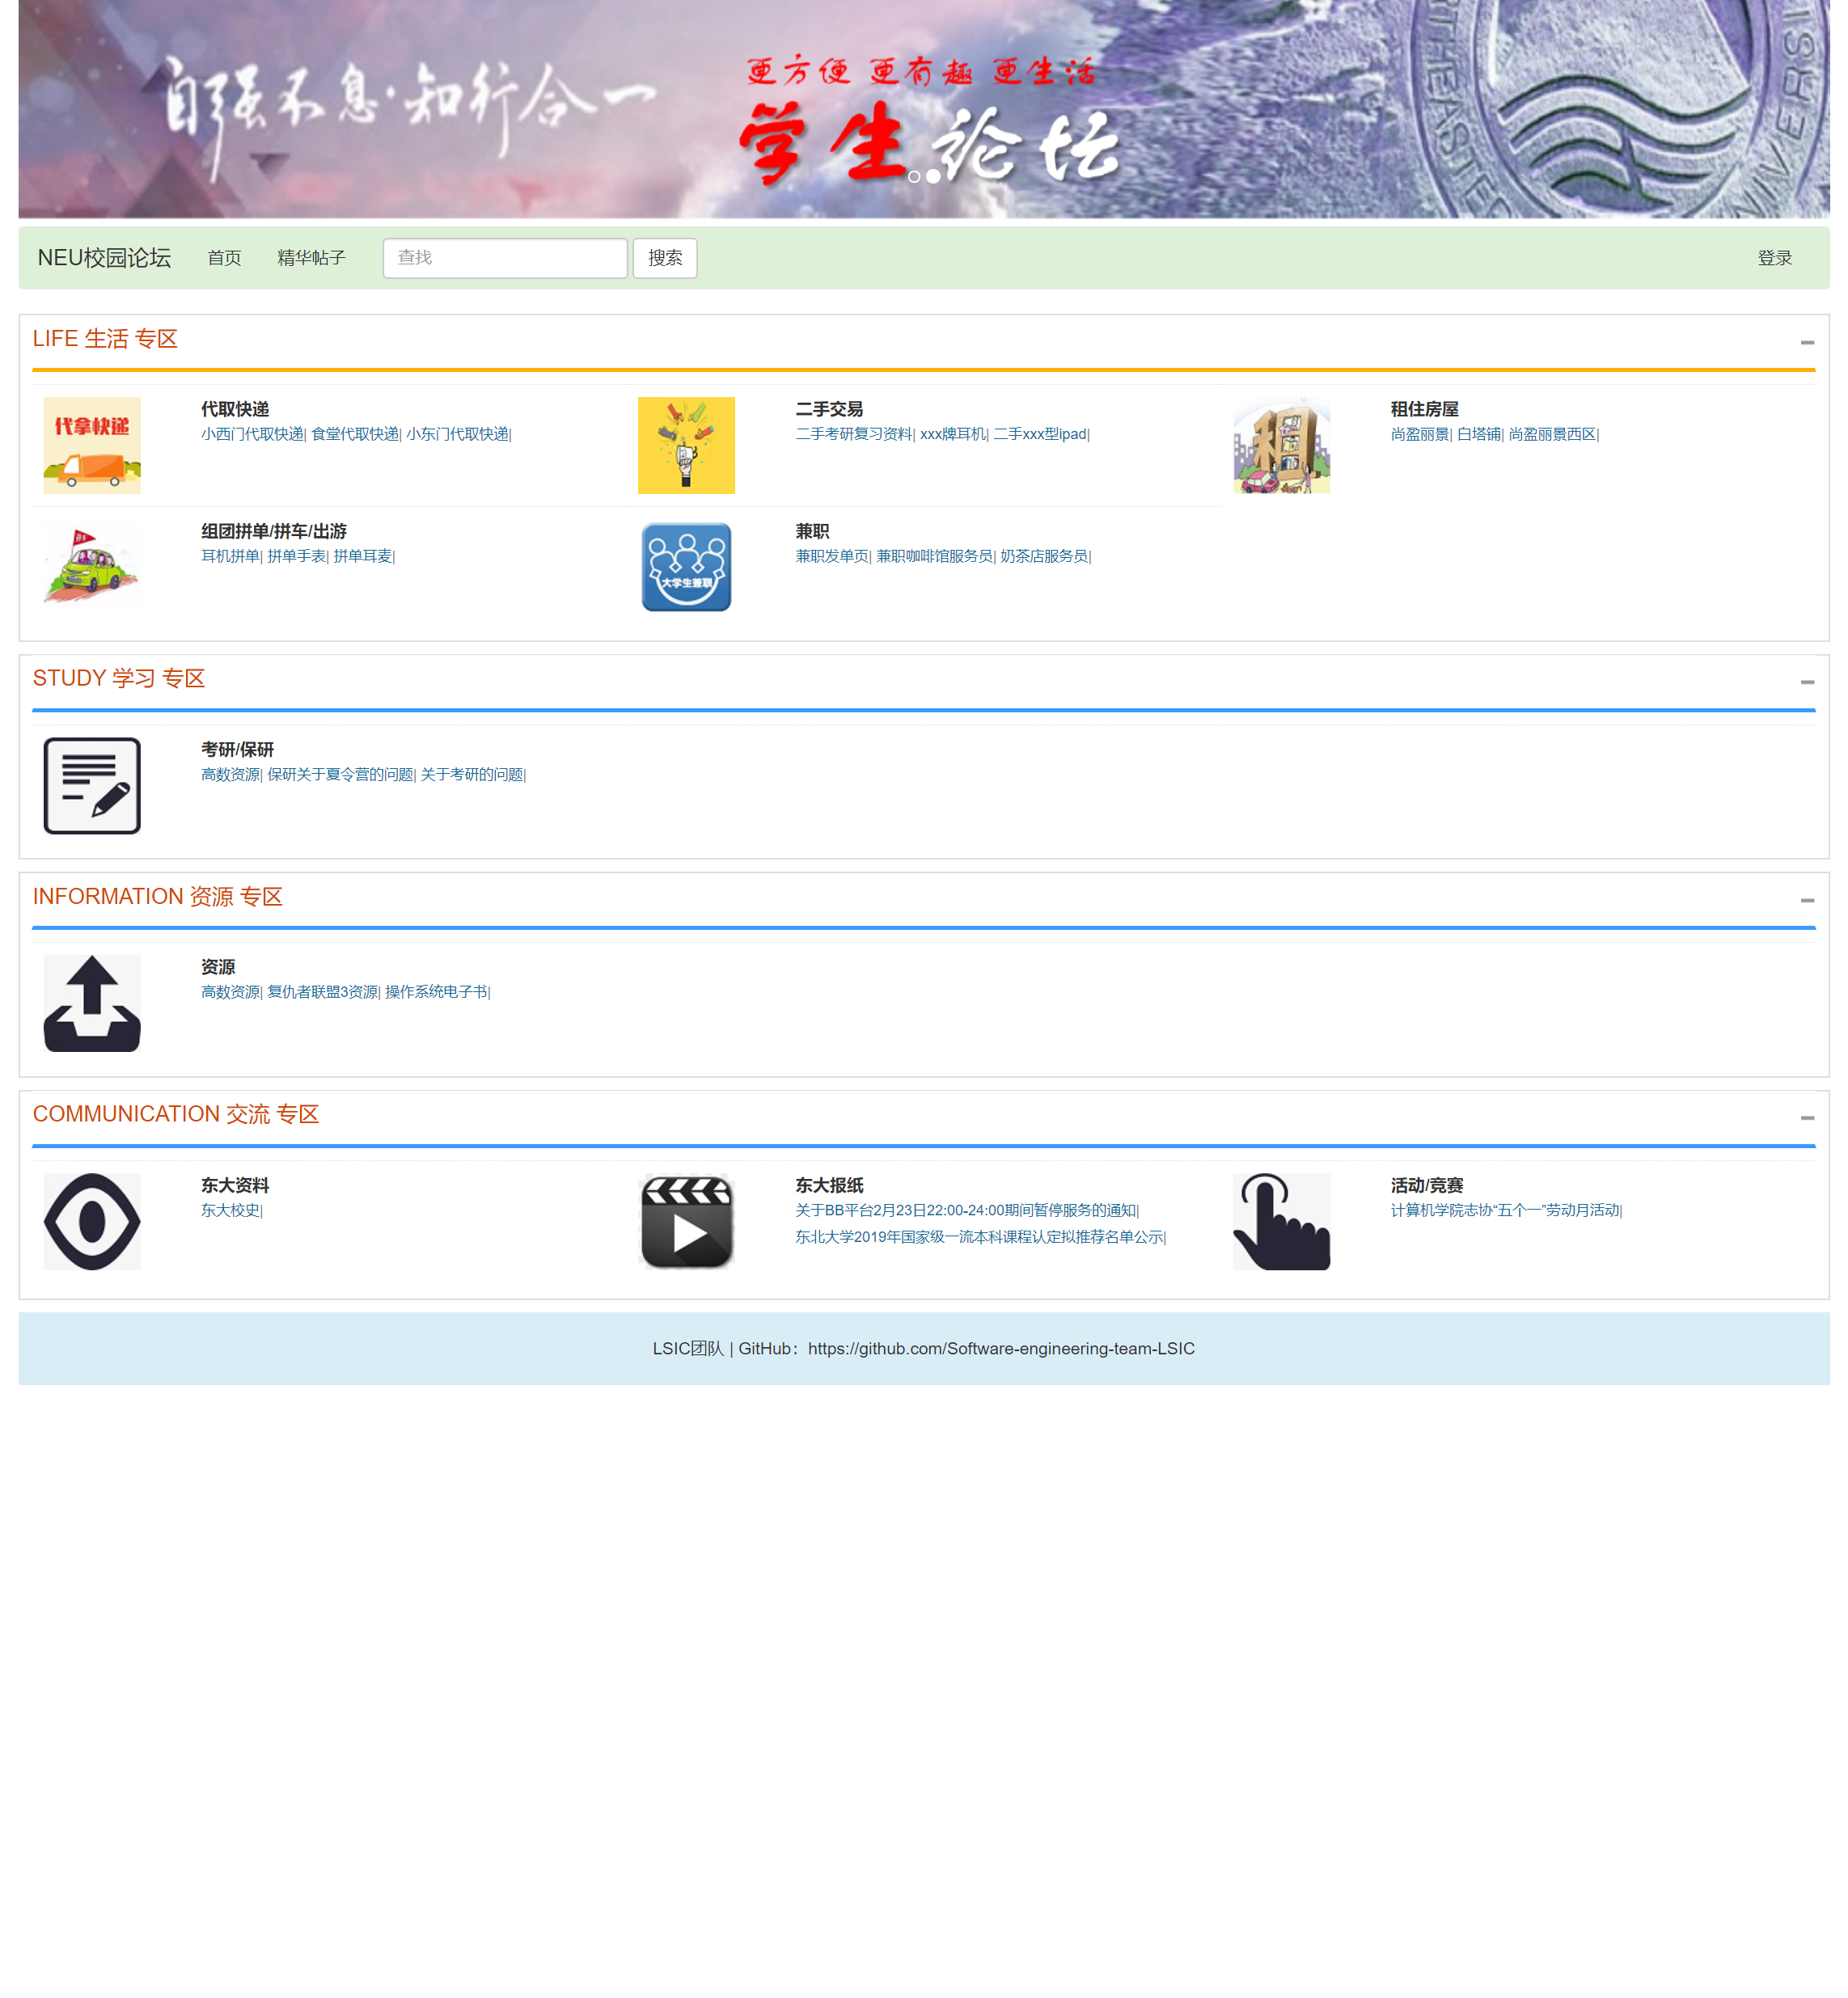 自强不息·知行合一
更方便 更有趣 更生活
学生论坛
NEU校园论坛 首页 精华帖子 查找 搜索 登录
LIFE 生活 专区
代拿快递
代取快递
小西门代取快递| 食堂代取快递| 小东门代取快递|
二手交易
二手考研复习资料| xxx牌耳机| 二手xxx型ipad|
租
租住房屋
尚盈丽景| 白塔铺| 尚盈丽景西区|
组团拼单/拼车/出游
耳机拼单| 拼单手表| 拼单耳麦|
大学生兼职
兼职
兼职发单页| 兼职咖啡馆服务员| 奶茶店服务员|
STUDY 学习 专区
考研/保研
高数资源| 保研关于夏令营的问题| 关于考研的问题|
INFORMATION 资源 专区
资源
高数资源| 复仇者联盟3资源| 操作系统电子书|
COMMUNICATION 交流 专区
东大资料
东大校史|
东大报纸
关于BB平台2月23日22:00-24:00期间暂停服务的通知|
东北大学2019年国家级一流本科课程认定拟推荐名单公示|
活动/竞赛
计算机学院志协“五个一”劳动月活动|
LSIC团队 | GitHub：https://github.com/Software-engineering-team-LSIC